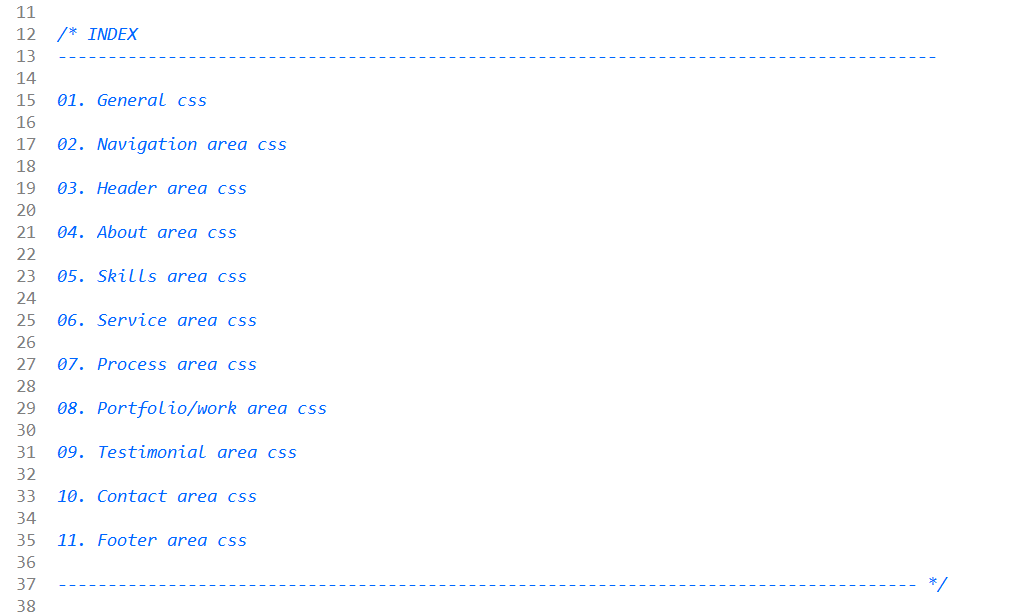 11
12 /* INDEX
13 ----------------------------------------------------------------------------------------
14
15 01. General css
16
17 02. Navigation area css
18
19 03. Header area css
20
21 04. About area css
22
23 05. Skills area css
24
25 06. Service area css
26
27 07. Process area css
28
29 08. Portfolio/work area css
30
31 09. Testimonial area css
32
33 10. Contact area css
34
35 11. Footer area css
36
37 -------------------------------------------------------------------------------------- */
38